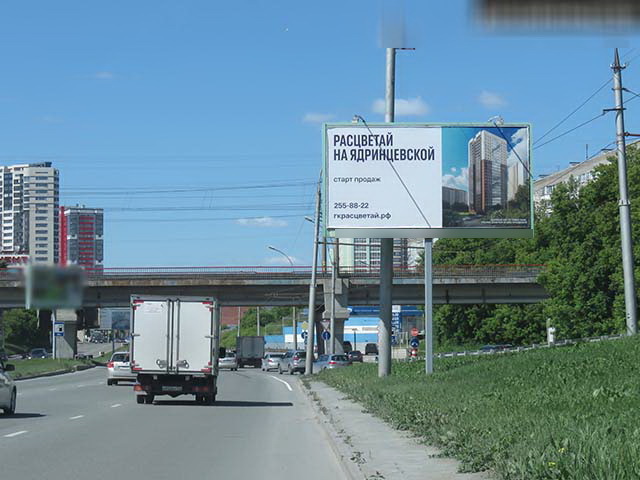 РАСЦВЕТАЙ
НА ЯДРИНЦЕВСКОЙ
старт продаж
255-88-22
гкрасцветай.рф